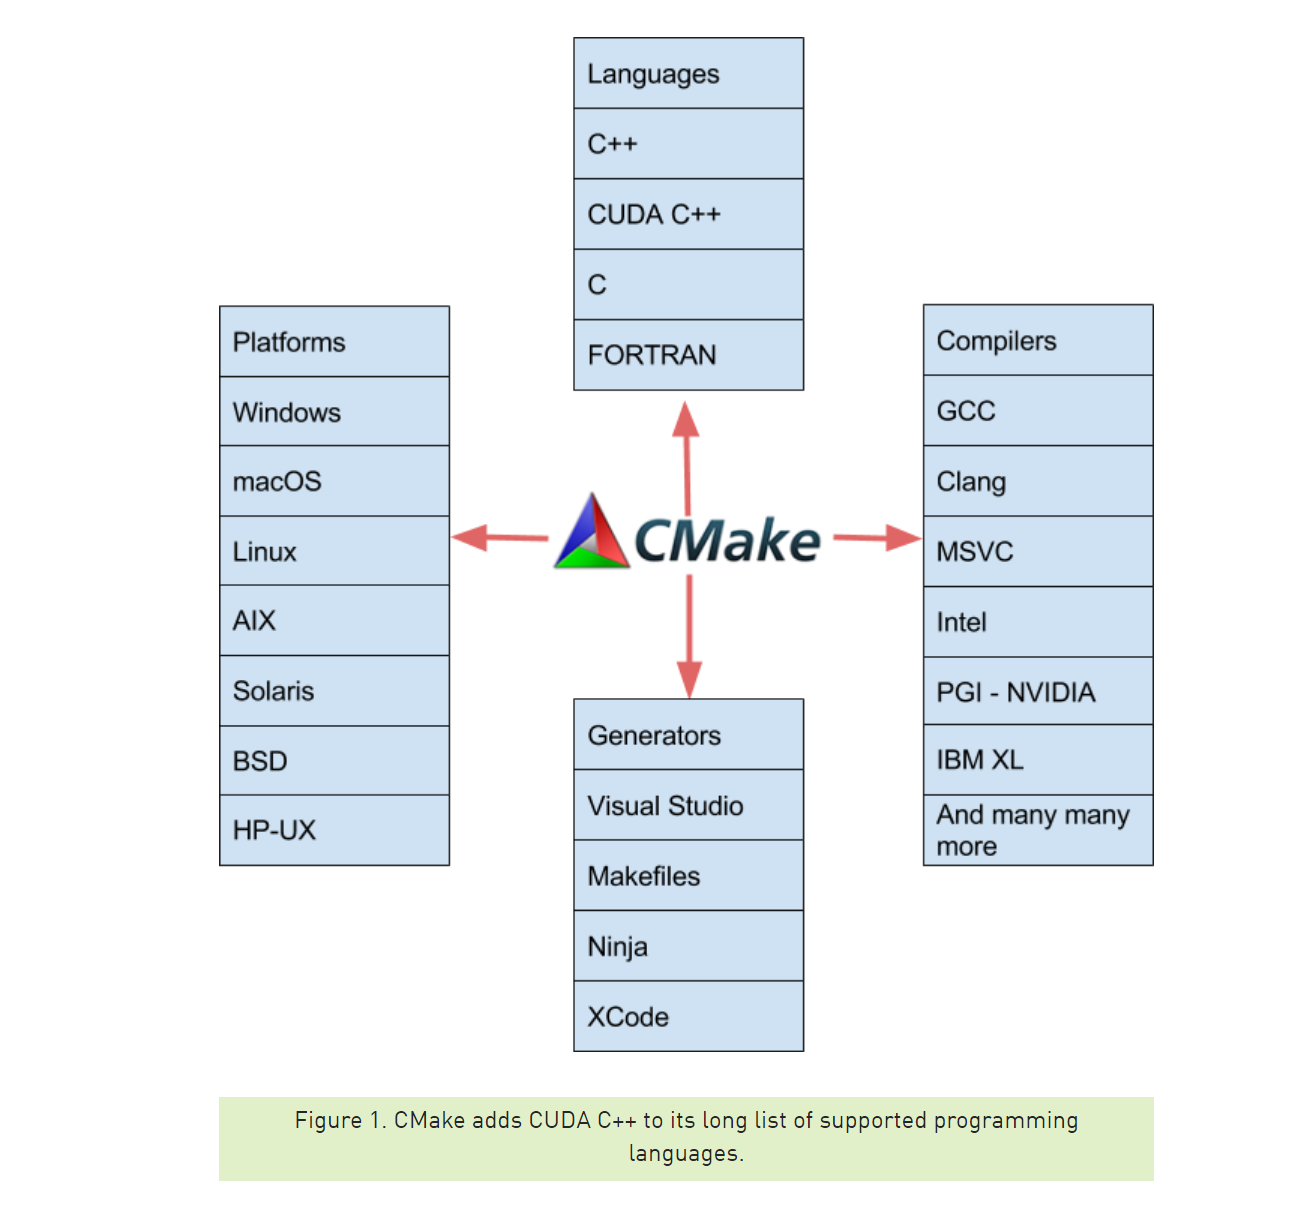 Languages
C++
CUDA C++
C
FORTRAN
Platforms
Windows
macOS
Linux
AIX
Solaris
BSD
HP-UX
CMake
Compilers
GCC
Clang
MSVC
Intel
PGI - NVIDIA
IBM XL
And many many
more
Generators
Visual Studio
Makefiles
Ninja
XCode
Figure 1. CMake adds CUDA C++ to its long list of supported programming
languages.